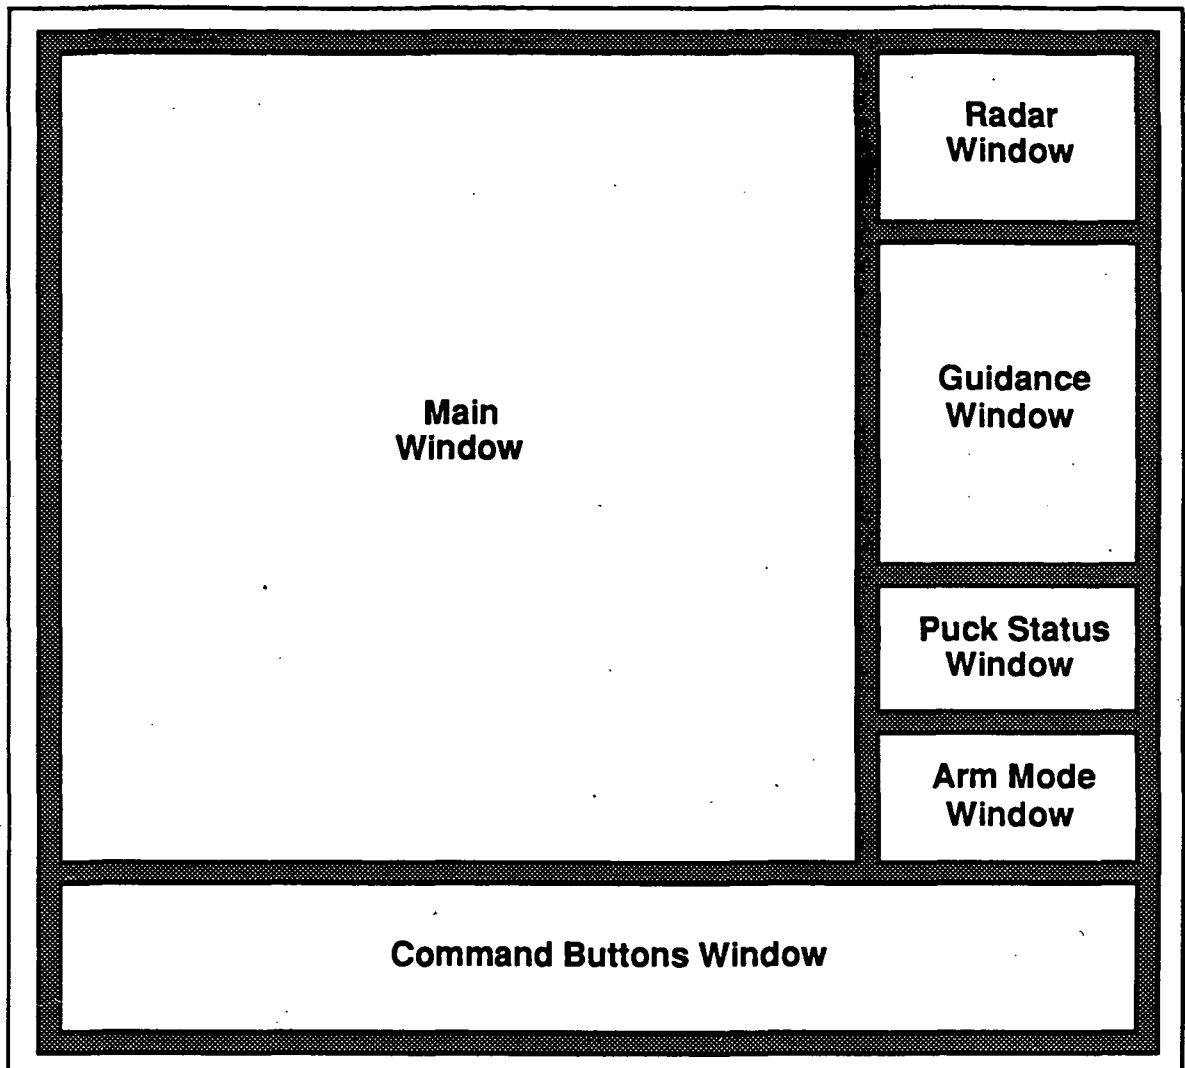 Radar
Window
Main
Window
Guidance
Window
Puck Status
Window
Arm Mode
Window
Command Buttons Window